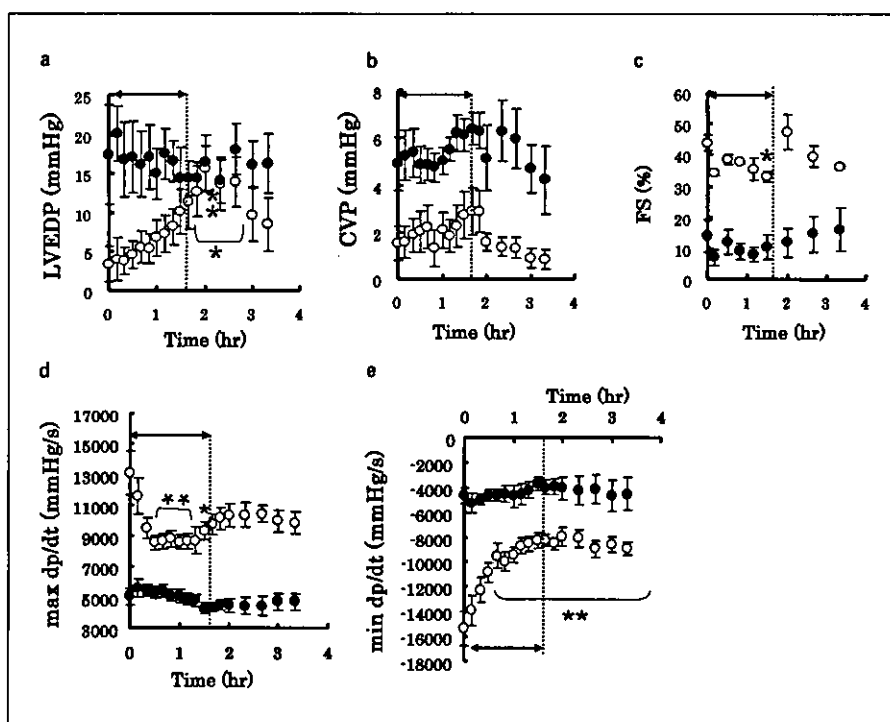 a
b
c
25
20
15
10
5
0
LVEDP (mmHg)
**
*
0 1 2 3 4
Time (hr)
8
6
4
2
0
CVP (mmHg)
0 1 2 3 4
Time (hr)
60
50
40
30
20
10
0
FS (%)
*
0 1 2 3 4
Time (hr)
d
e
17000
15000
13000
11000
9000
7000
5000
3000
max dp/dt (mmHg/s)
** *
0 1 2 3 4
Time (hr)
Time (hr)
0 1 2 3 4
0
-2000
-4000
-6000
-8000
-10000
-12000
-14000
-16000
-18000
min dp/dt (mmHg/s)
**